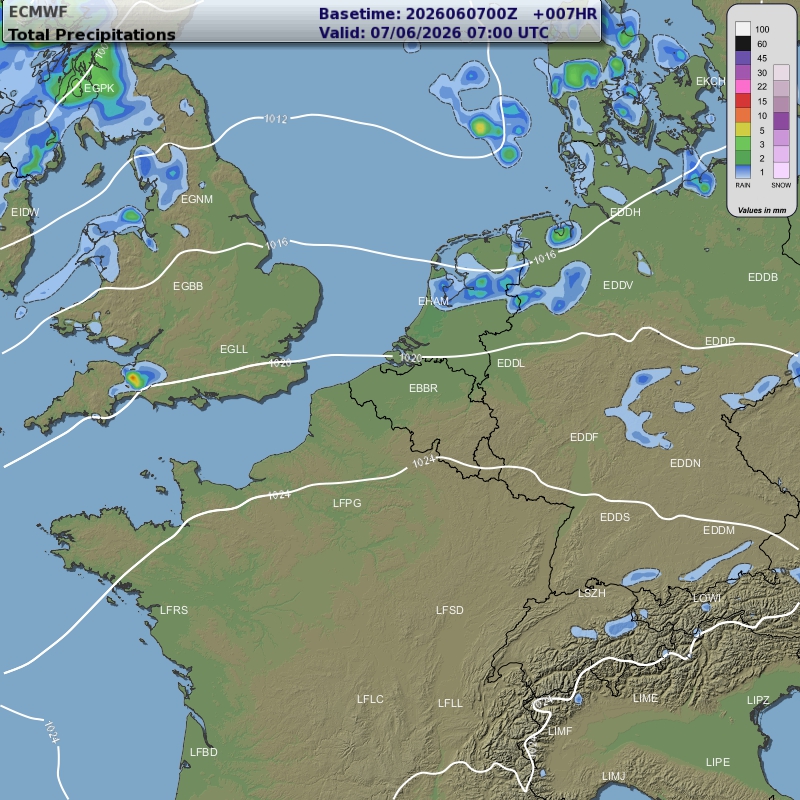 ECMWF
Basetime: 2026060700Z +007HR
Total Precipitations
Valid: 07/06/2026 07:00 UTC
100
60
45
30
22
15
10
5
3
2
1
RAIN
SNOW
Values in mm
EGPK
EKCH
1012
EGNM
EIDW
EDDH
1016
1016
EDDB
EGBB
EDDV
EHAM
EGLL
EDDP
1020
1020
EDDL
EBBR
EDDF
1024
EDDN
1024
LFPG
EDDS
EDDM
LSZH
LOWI
LFRS
LFSD
LFLC
LFLL
LIME
LIPZ
1024
LIMF
LFBD
LIPE
LIMJ